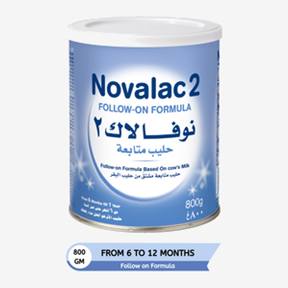 Novalac 2
FOLLOW-ON FORMULA
نوفالاك ٢
حليب متابعة
Follow-on Formula Based On cow's Milk
حليب متابعة مشتق من حليب البقر
800g
٨٠٠غ
800
GM
FROM 6 TO 12 MONTHS
Follow on Formula